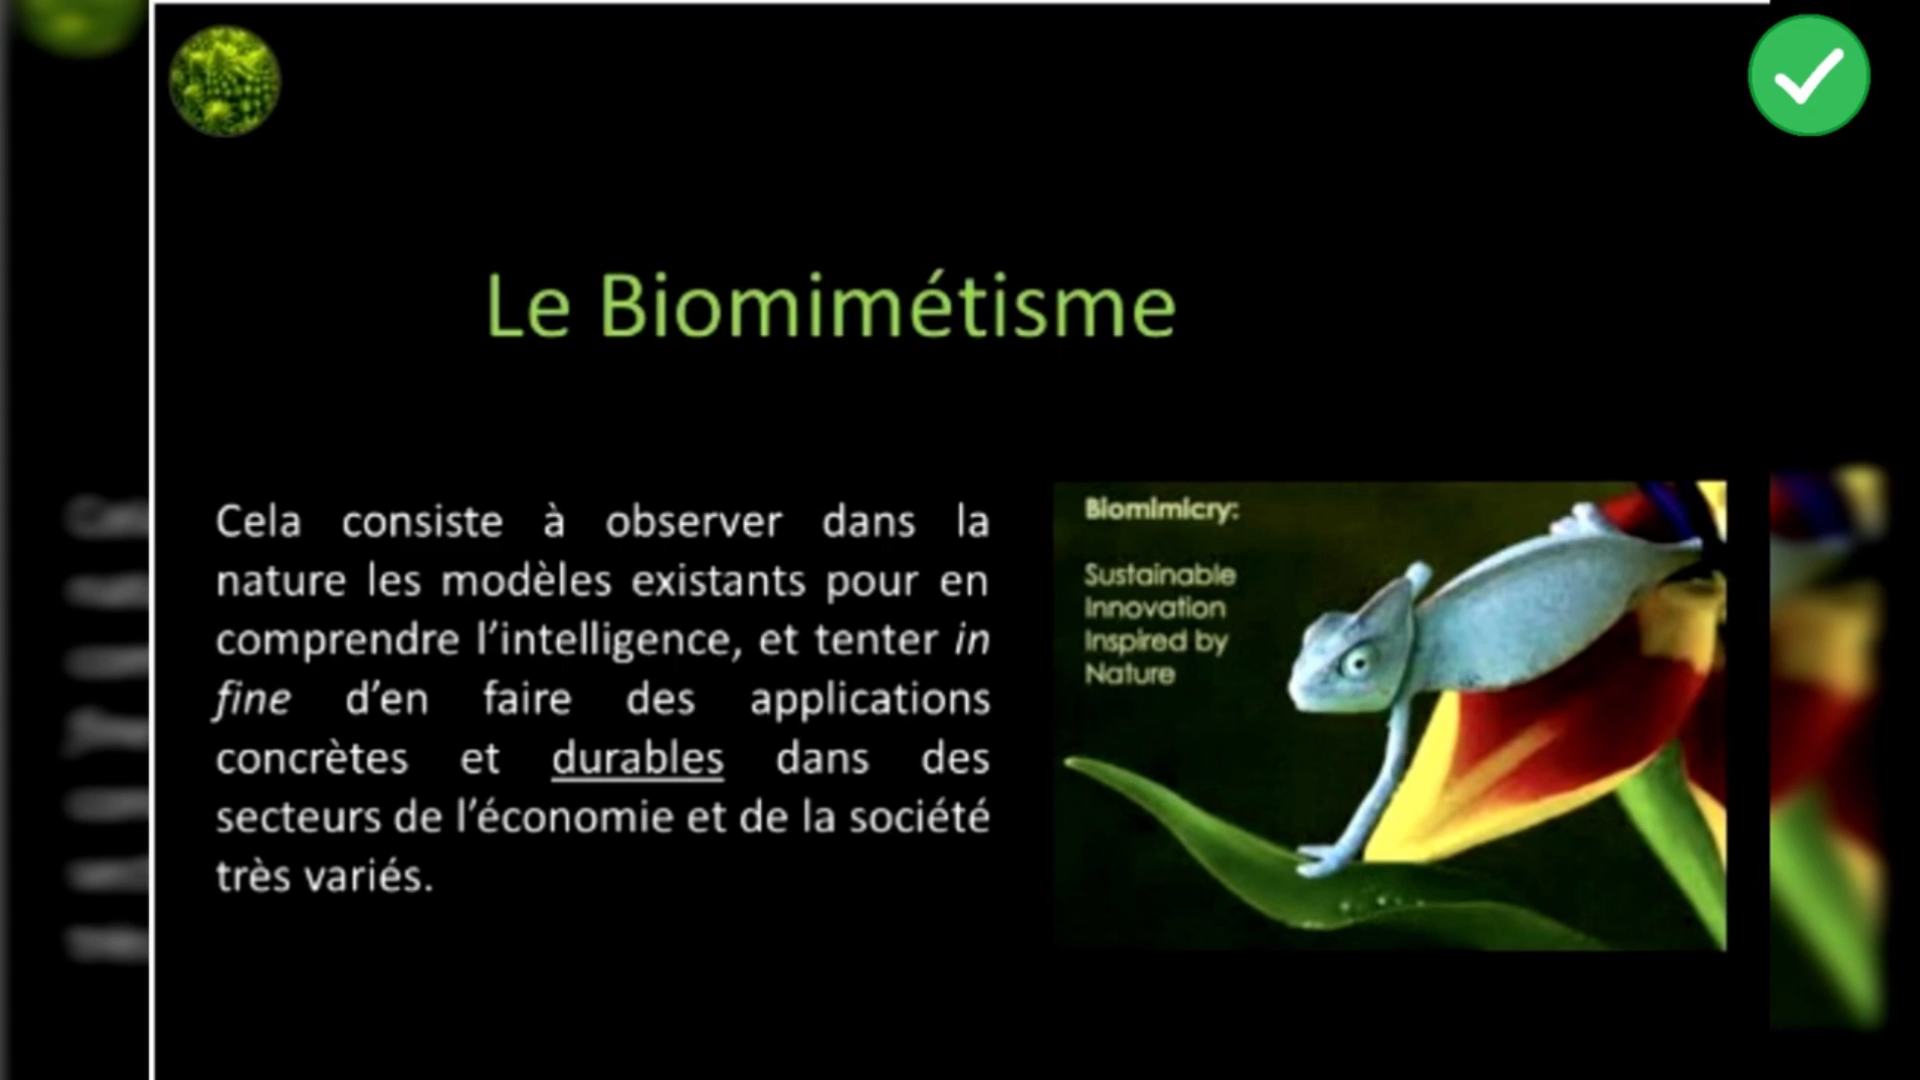 Le Biomimétisme
Cela consiste à observer dans la
nature les modèles existants pour en
comprendre l’intelligence, et tenter in
fine d’en faire des applications
concrètes et durables dans des
secteurs de l’économie et de la société
très variés.
Biomimicry:
Sustainable
Innovation
Inspired by
Nature